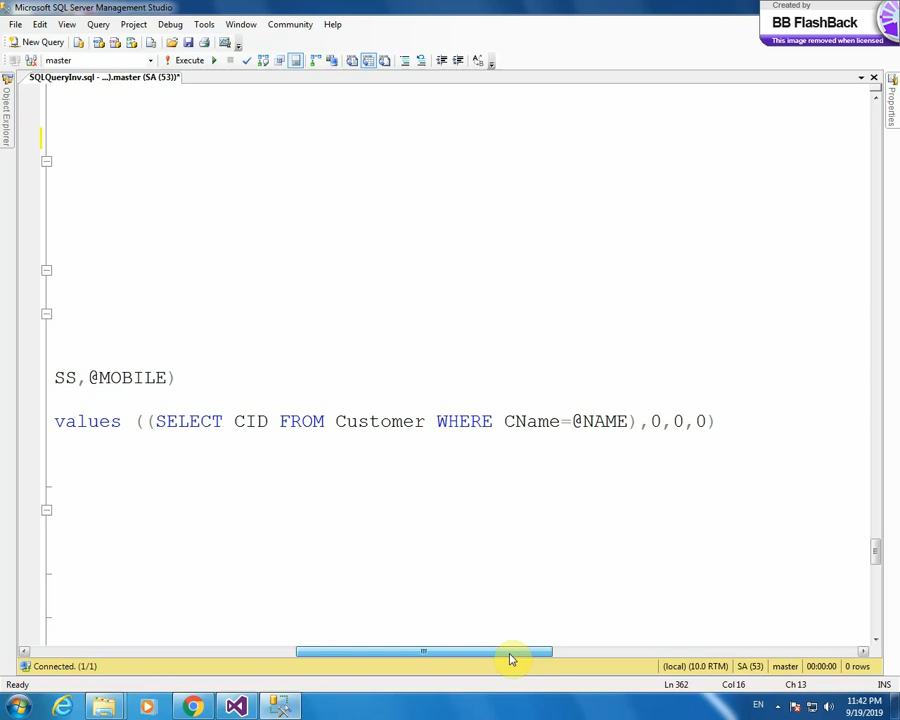 Microsoft SQL Server Management Studio
Created by
BB FlashBack
This image removed when licensed
File Edit View Query Project Debug Tools Window Community Help
New Query
master
Execute
SQLQueryInv.sql - ...).master (SA (53))*
Object Explorer
Properties
SS,@MOBILE)
values ((SELECT CID FROM Customer WHERE CName=@NAME),0,0,0)
Connected. (1/1)
(local) (10.0 RTM) SA (53) master 00:00:00 0 rows
Ready
Ln 362 Col 16 Ch 13 INS
EN
11:42 PM
9/19/2019